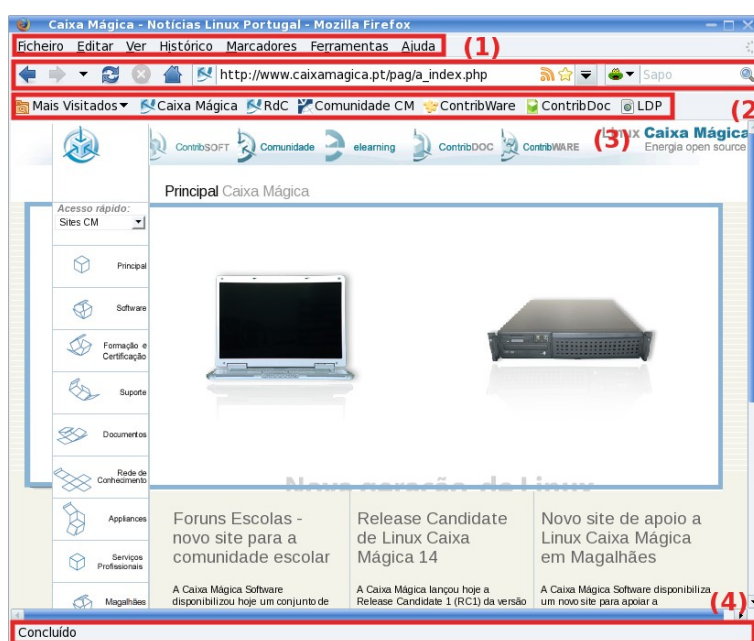 Caixa Mágica - Notícias Linux Portugal - Mozilla Firefox
Ficheiro Editar Ver Histórico Marcadores Ferramentas Ajuda (1)
http://www.caixamagica.pt/pag/a_index.php Sapo
Mais Visitados Caixa Mágica RdC Comunidade CM ContribWare ContribDoc LDP (2
ContribSOFT Comunidade elearning ContribDOC ContribWARE (3) Linux Caixa Mágica
Energia open source
Principal Caixa Mágica
Acesso rápido:
Sites CM
Principal
Software
Formação e
Certificação
Suporte
Documentos
Rede de
Conhecimento
Appliances
Serviços
Profissionais
Magalhães
Nova geração de Linux
Foruns Escolas -
novo site para a
comunidade escolar
A Caixa Mágica Software
disponibilizou hoje um conjunto de
Release Candidate
de Linux Caixa
Mágica 14
A Caixa Mágica lançou hoje a
Release Candidate 1 (RC1) da versão
Novo site de apoio a
Linux Caixa Mágica
em Magalhães
A Caixa Mágica Software disponibiliza
um novo site para apoiar a
(4)
Concluído